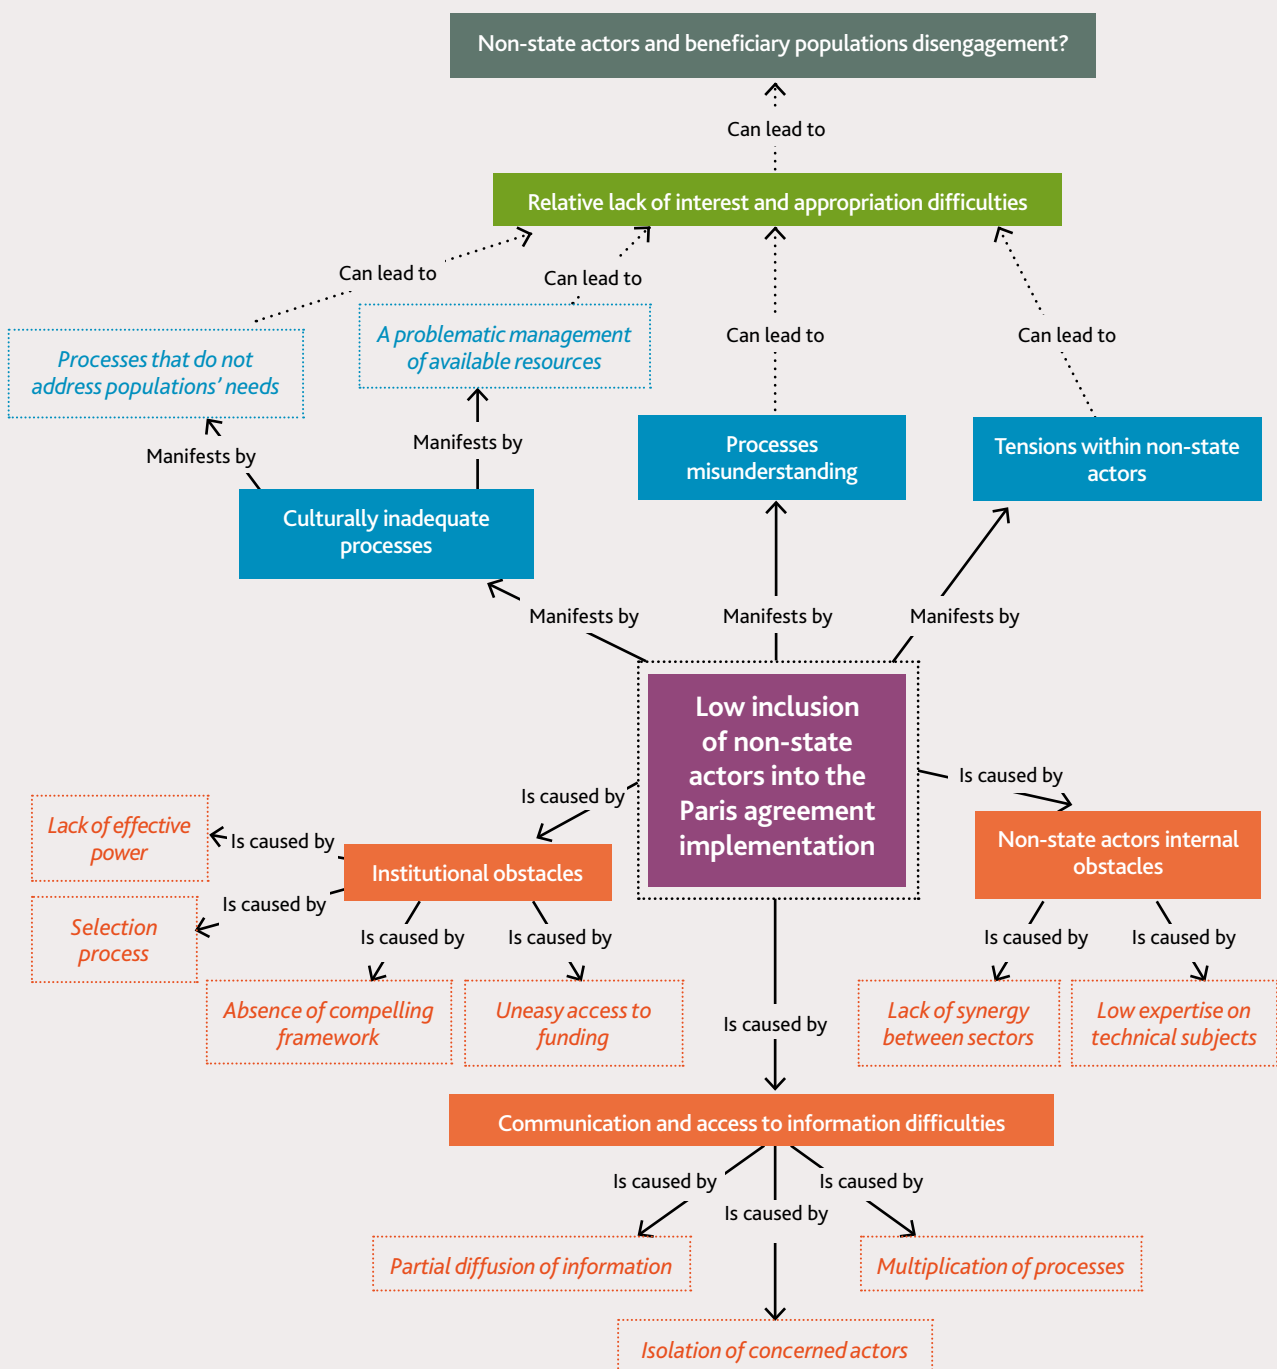 Non-state actors and beneficiary populations disengagement?
Can lead to
Relative lack of interest and appropriation difficulties
Can lead to
Can lead to
Can lead to
Can lead to
Processes that do not
address populations' needs
A problematic management
of available resources
Manifests by
Manifests by
Processes
misunderstanding
Tensions within non-state
actors
Culturally inadequate
processes
Manifests by
Manifests by
Manifests by
Low inclusion
of non-state
actors into the
Paris agreement
implementation
Is caused by
Is caused by
Lack of effective
power
Is caused by
Institutional obstacles
Non-state actors internal
obstacles
Selection
process
Is caused by
Is caused by
Is caused by
Is caused by
Is caused by
Absence of compelling
framework
Uneasy access to
funding
Lack of synergy
between sectors
Low expertise on
technical subjects
Is caused by
Communication and access to information difficulties
Is caused by
Is caused by
Is caused by
Partial diffusion of information
Multiplication of processes
Isolation of concerned actors